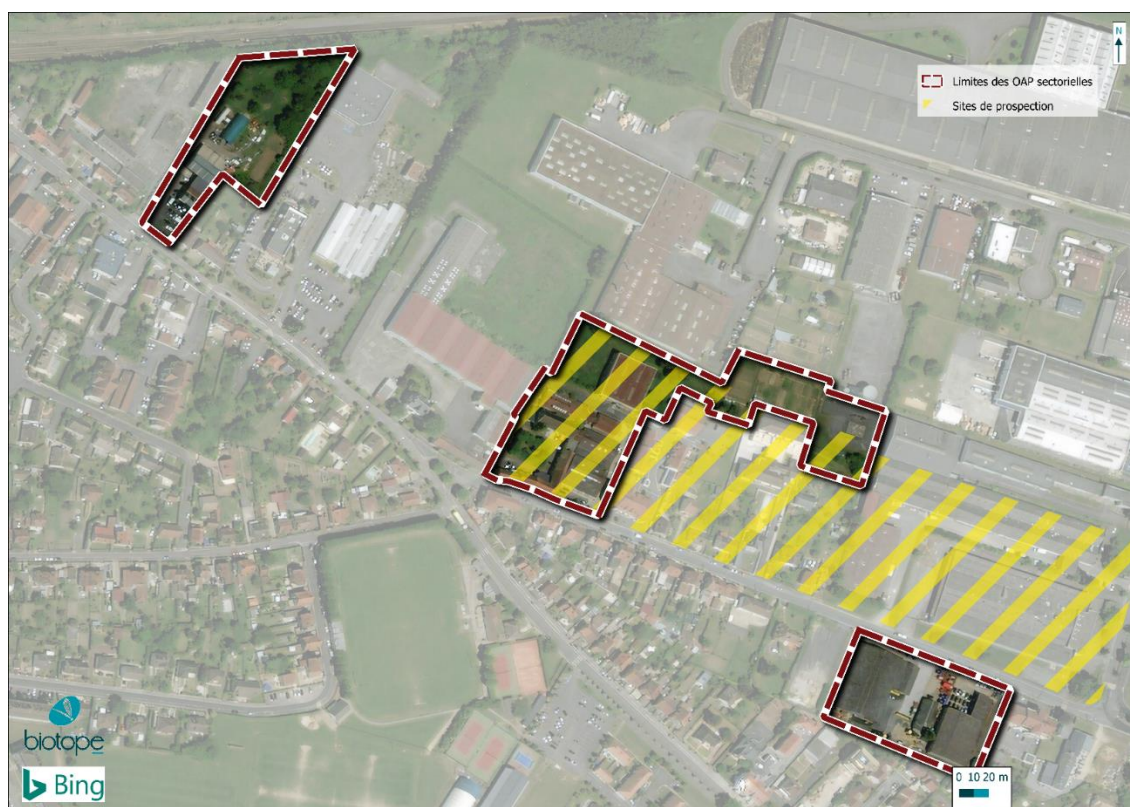 N
Limites des OAP sectorielles
Sites de prospection
biotope
Bing
0 10 20 m